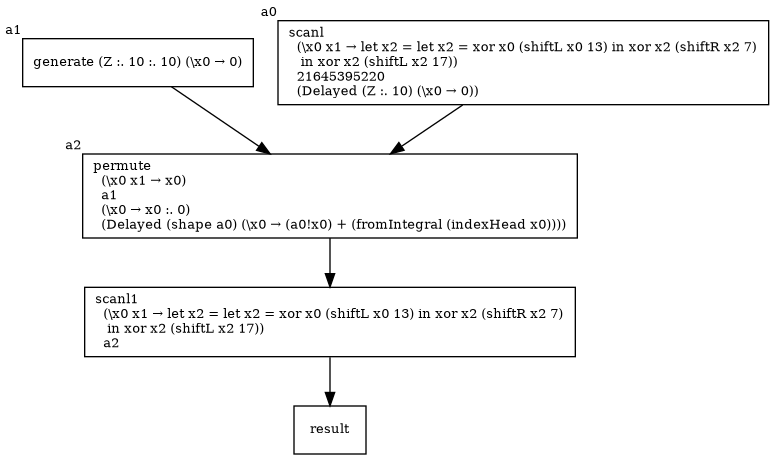 a1
generate (Z :. 10 :. 10) (\x0 → 0)
a0
scanl
(\x0 x1 → let x2 = let x2 = xor x0 (shiftL x0 13) in xor x2 (shiftR x2 7)
in xor x2 (shiftL x2 17))
21645395220
(Delayed (Z :. 10) (\x0 → 0))
a2
permute
(\x0 x1 → x0)
a1
(\x0 → x0 :. 0)
(Delayed (shape a0) (\x0 → (a0!x0) + (fromIntegral (indexHead x0))))
scanl1
(\x0 x1 → let x2 = let x2 = xor x0 (shiftL x0 13) in xor x2 (shiftR x2 7)
in xor x2 (shiftL x2 17))
a2
result